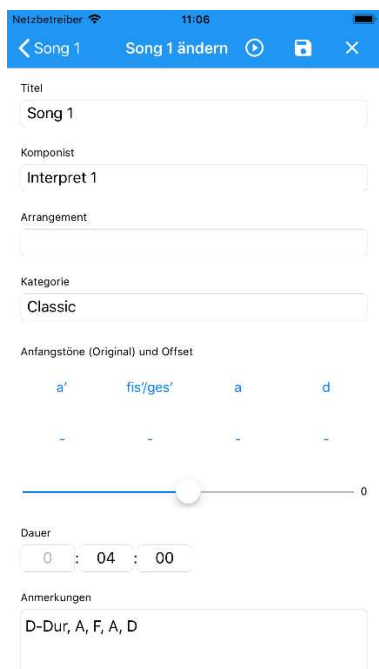 Netzbetreiber 11:06
Song 1 Song 1 ändern
Titel
Song 1
Komponist
Interpret 1
Arrangement
Kategorie
Classic
Anfangstöne (Original) und Offset
a' fis'/ges' a d
- - - -
0
Dauer
0 : 04 : 00
Anmerkungen
D-Dur, A, F, A, D